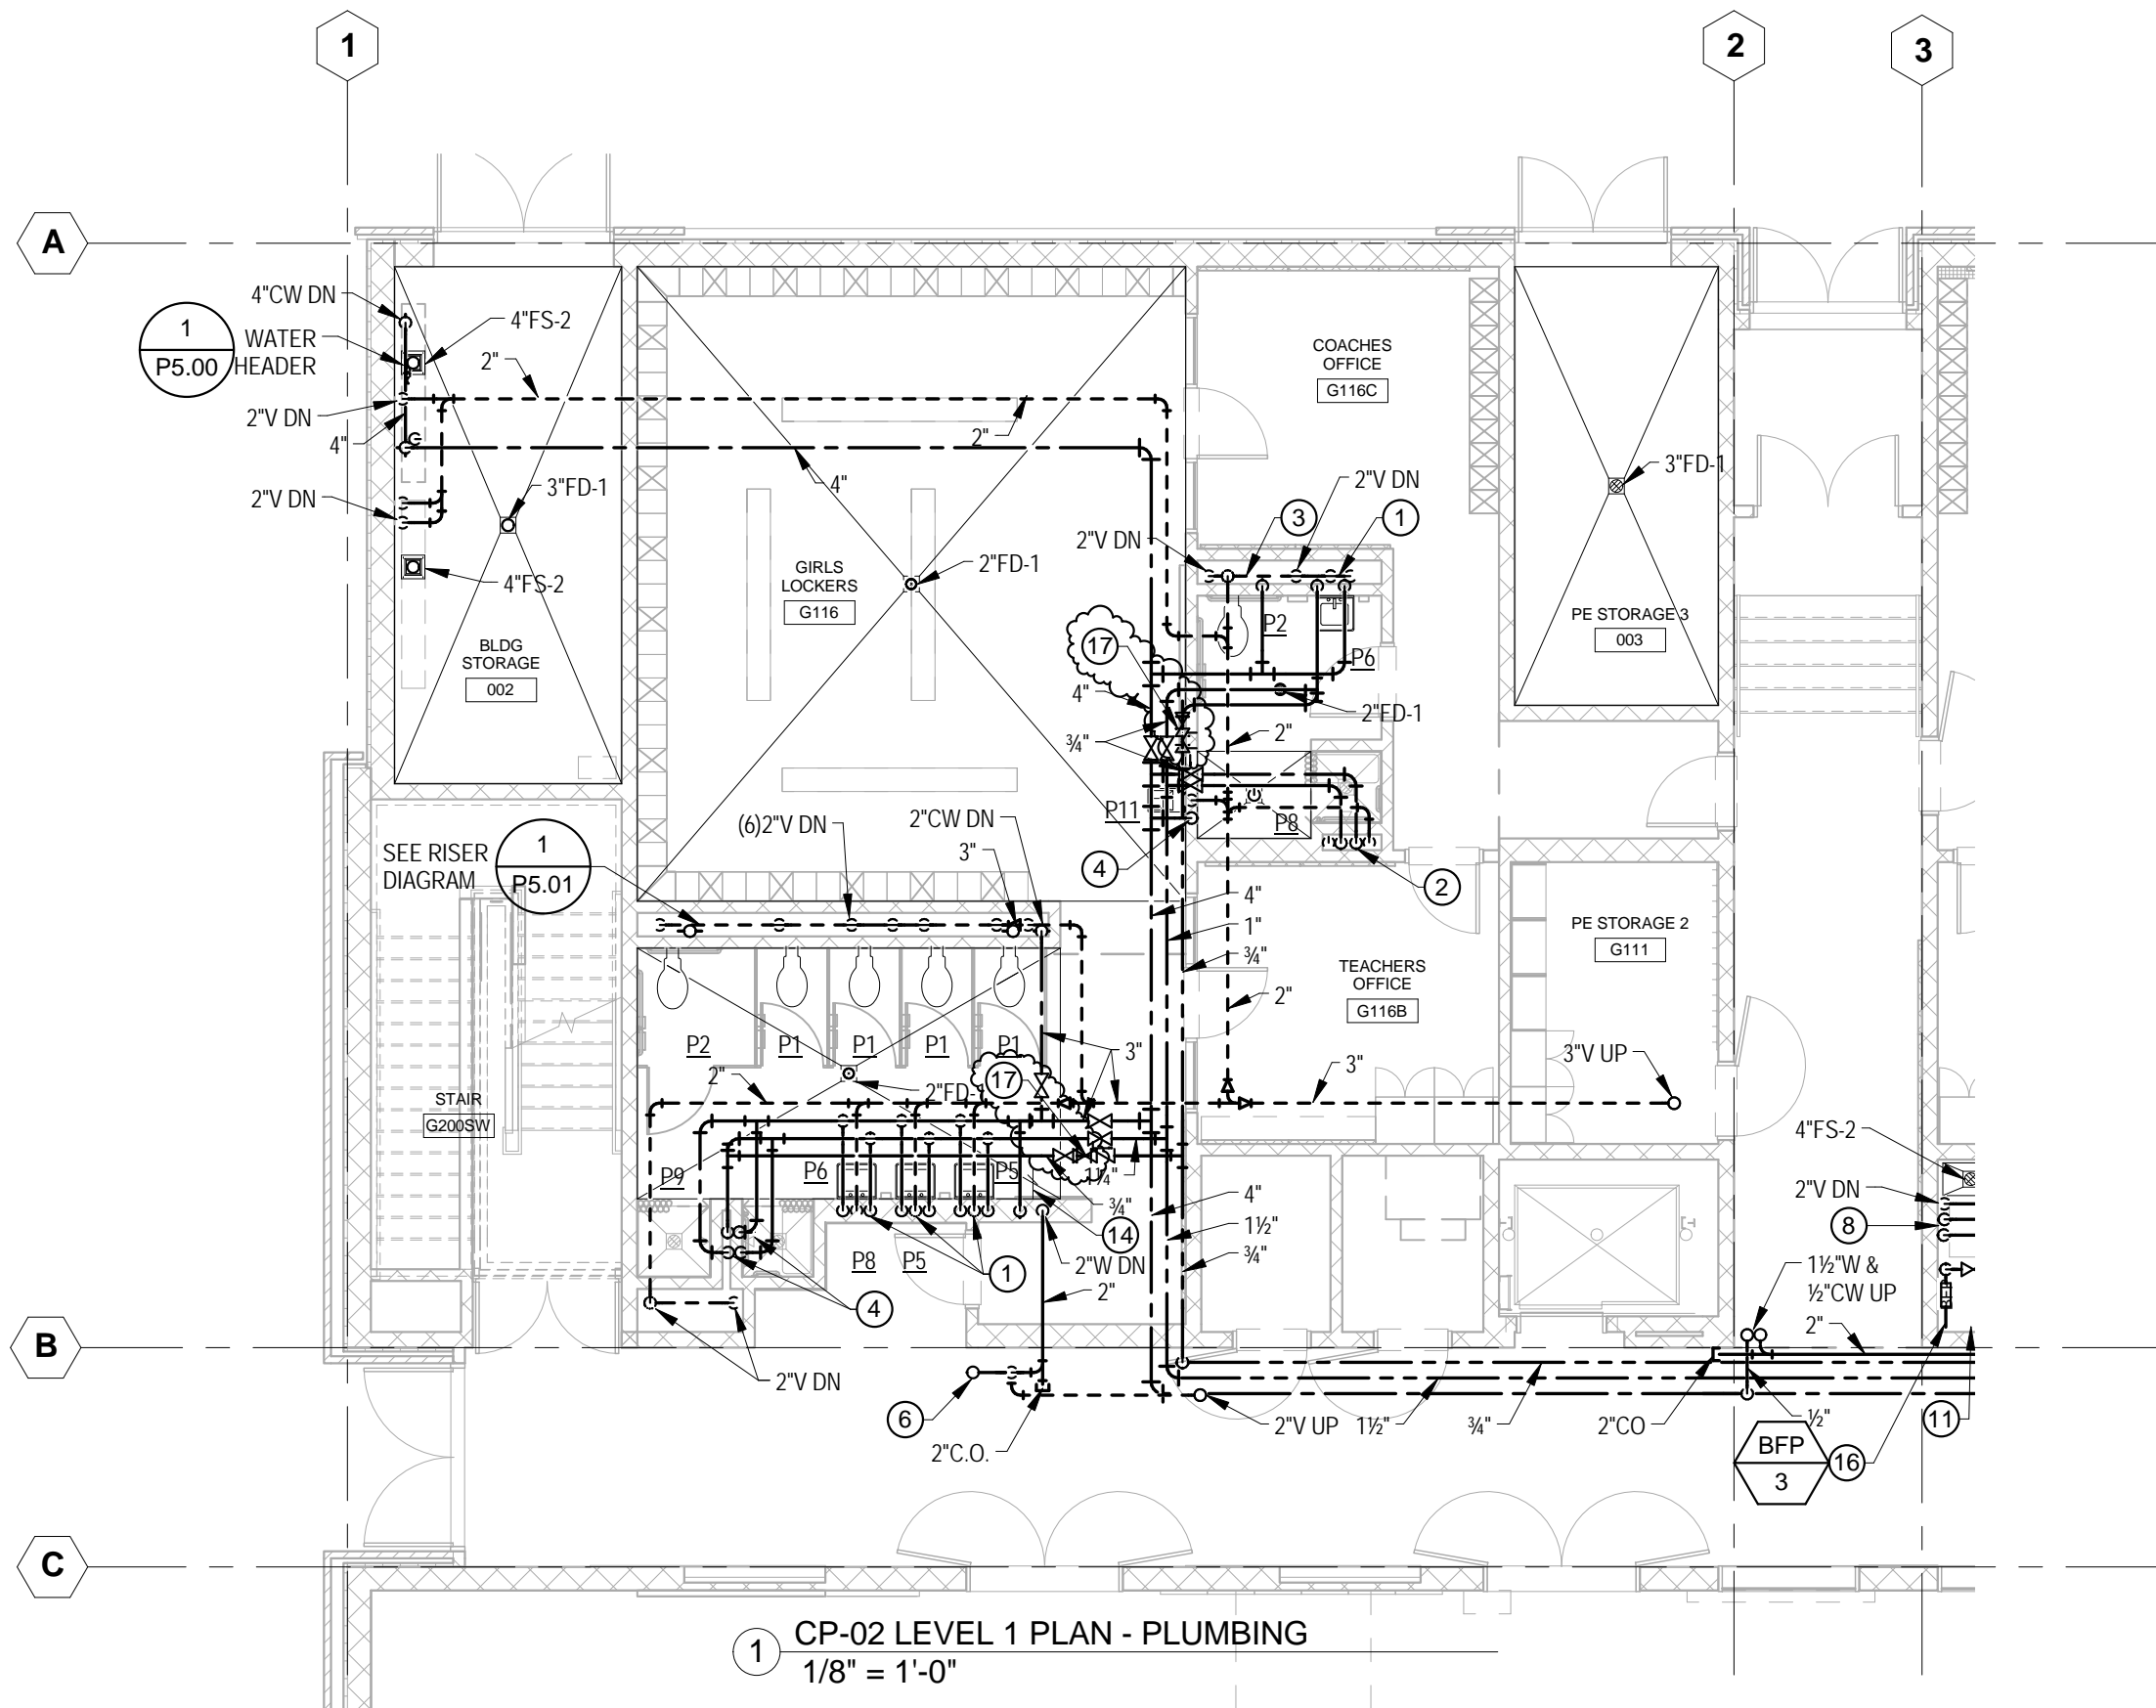 1
2
3
A
4"CW DN
1
P5.00
WATER
HEADER
4"FS-2
2"
2"V DN
4"
2"
4"
2"V DN
3"FD-1
4"FS-2
COACHES
OFFICE
G116C
3"FD-1
2"V DN
3
1
2"V DN
GIRLS
LOCKERS
G116
2"FD-1
BLDG
STORAGE
002
PE STORAGE 3
003
P2
P6
17
4"
2"FD-1
3/4"
2"
P11
P8
4
2
(6)2"V DN
2"CW DN
3"
SEE RISER
DIAGRAM
1
P5.01
4"
1"
3/4"
2"
PE STORAGE 2
G111
TEACHERS
OFFICE
G116B
P2
P1
P1
P1
P1
3"
3"
3"V UP
2"
2"FD-1
17
STAIR
G200SW
P9
P6
P5
1¼"
3/4"
14
4"
1½"
3/4"
4"FS-2
2"V DN
8
P8
P5
1
2"W DN
2"
4
1½"W &
½"CW UP
2"
B
2"V DN
6
2"C.O.
2"V UP
1½"
3/4"
2"CO
½"
11
BFP
3
16
C
1
CP-02 LEVEL 1 PLAN - PLUMBING
1/8" = 1'-0"